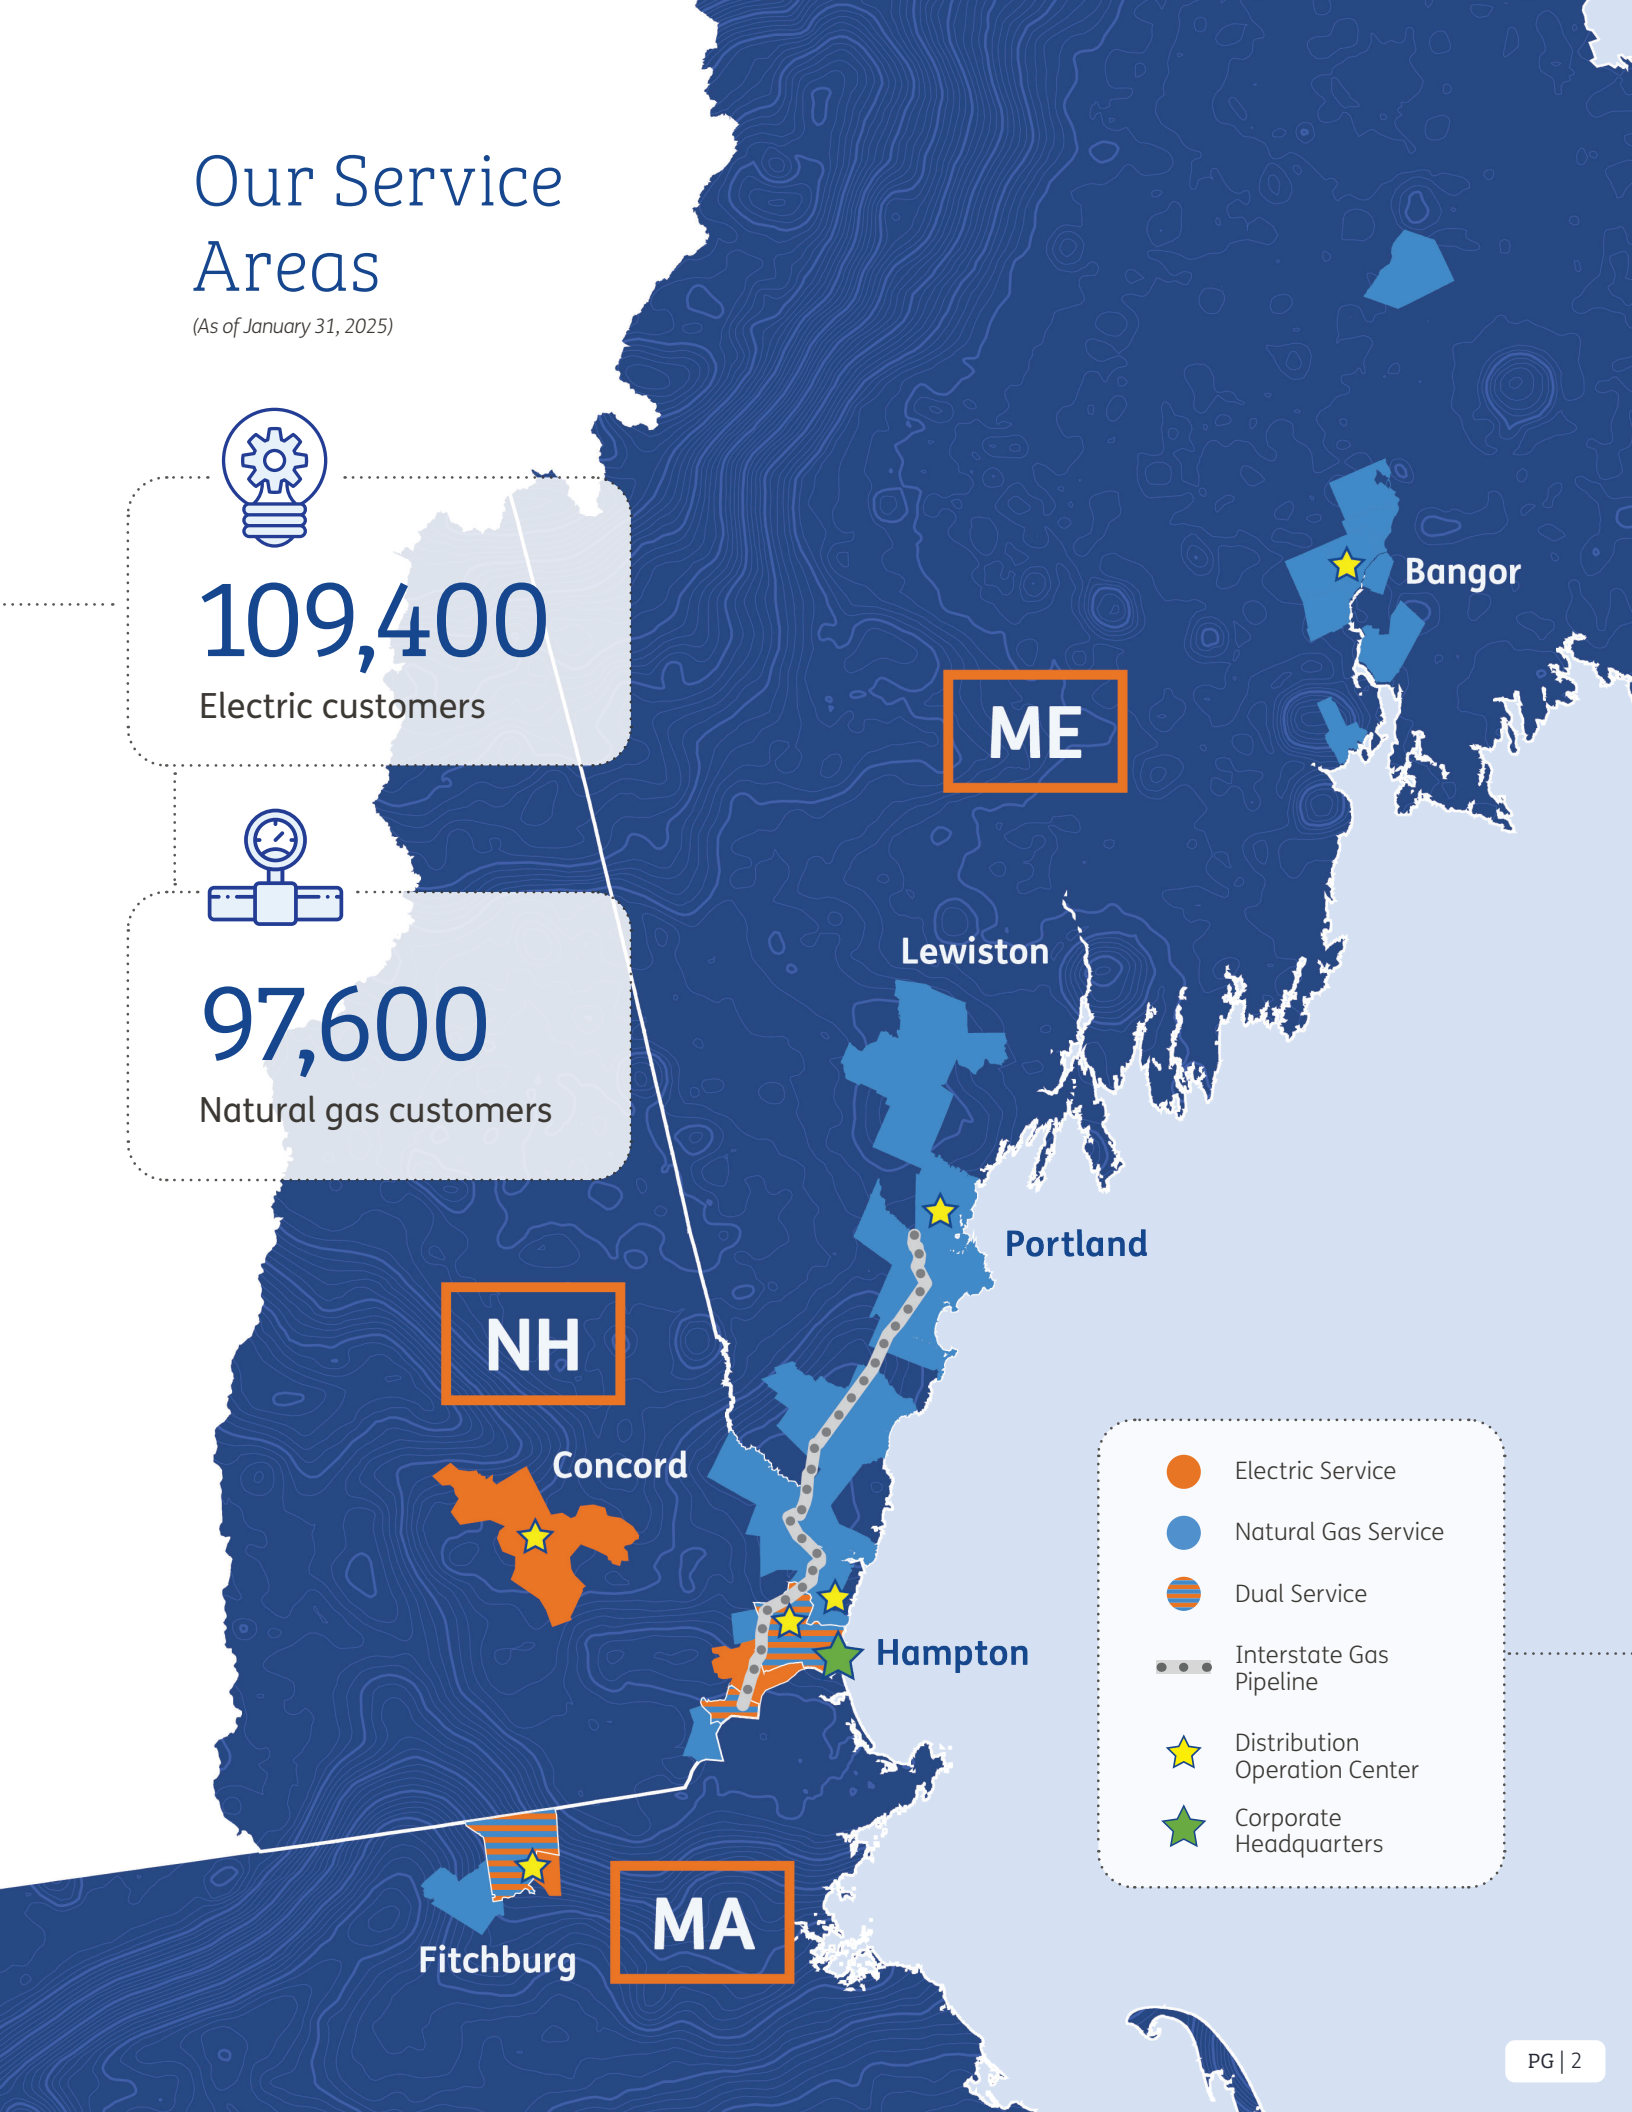 Our Service
Areas
(As of January 31, 2025)
109,400
Electric customers
97,600
Natural gas customers
Bangor
ME
Lewiston
Portland
NH
Concord
Hampton
MA
Fitchburg
Electric Service
Natural Gas Service
Dual Service
Interstate Gas
Pipeline
Distribution
Operation Center
Corporate
Headquarters
PG | 2